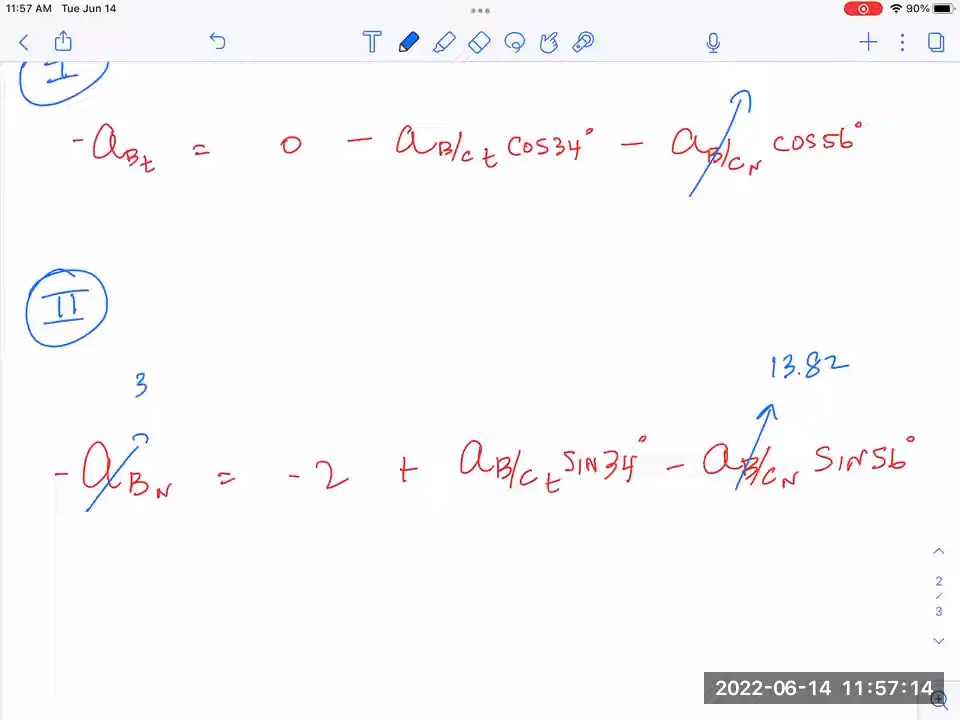 11:57 AM Tue Jun 14 90%
I
-a_Bt = 0 - a_B/Ct cos34° - a_B/CN cos56°
II
3 13.82
-a_BN = -2 + a_B/Ct sin34° - a_B/CN sin56°
2
/
3
2022-06-14 11:57:14